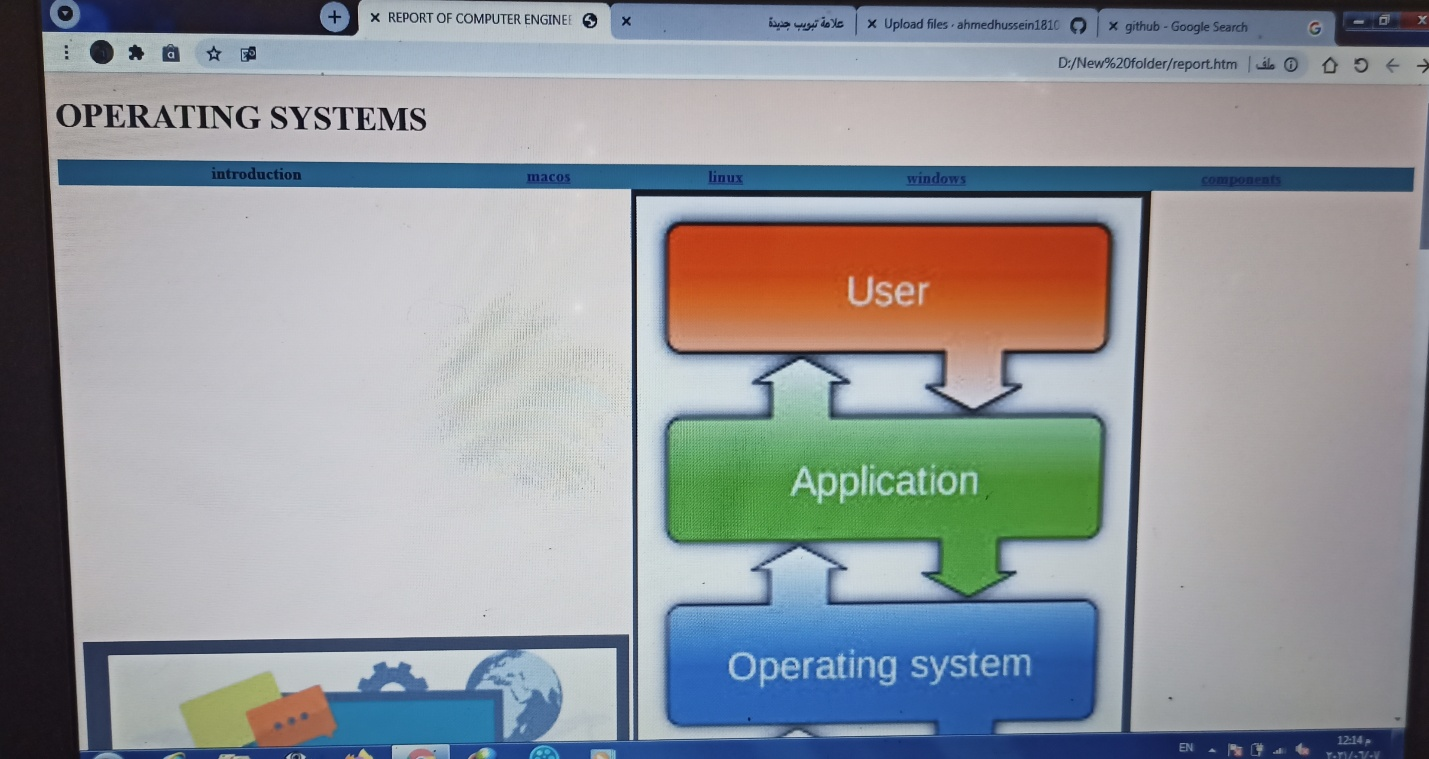 REPORT OF COMPUTER ENGINEE
علامة تبويب جديدة
Upload files · ahmedhussein1810
github - Google Search
D:/New%20folder/report.htm
ملف
OPERATING SYSTEMS
introduction macos linux windows components
User
Application
Operating system
EN
12:14 م